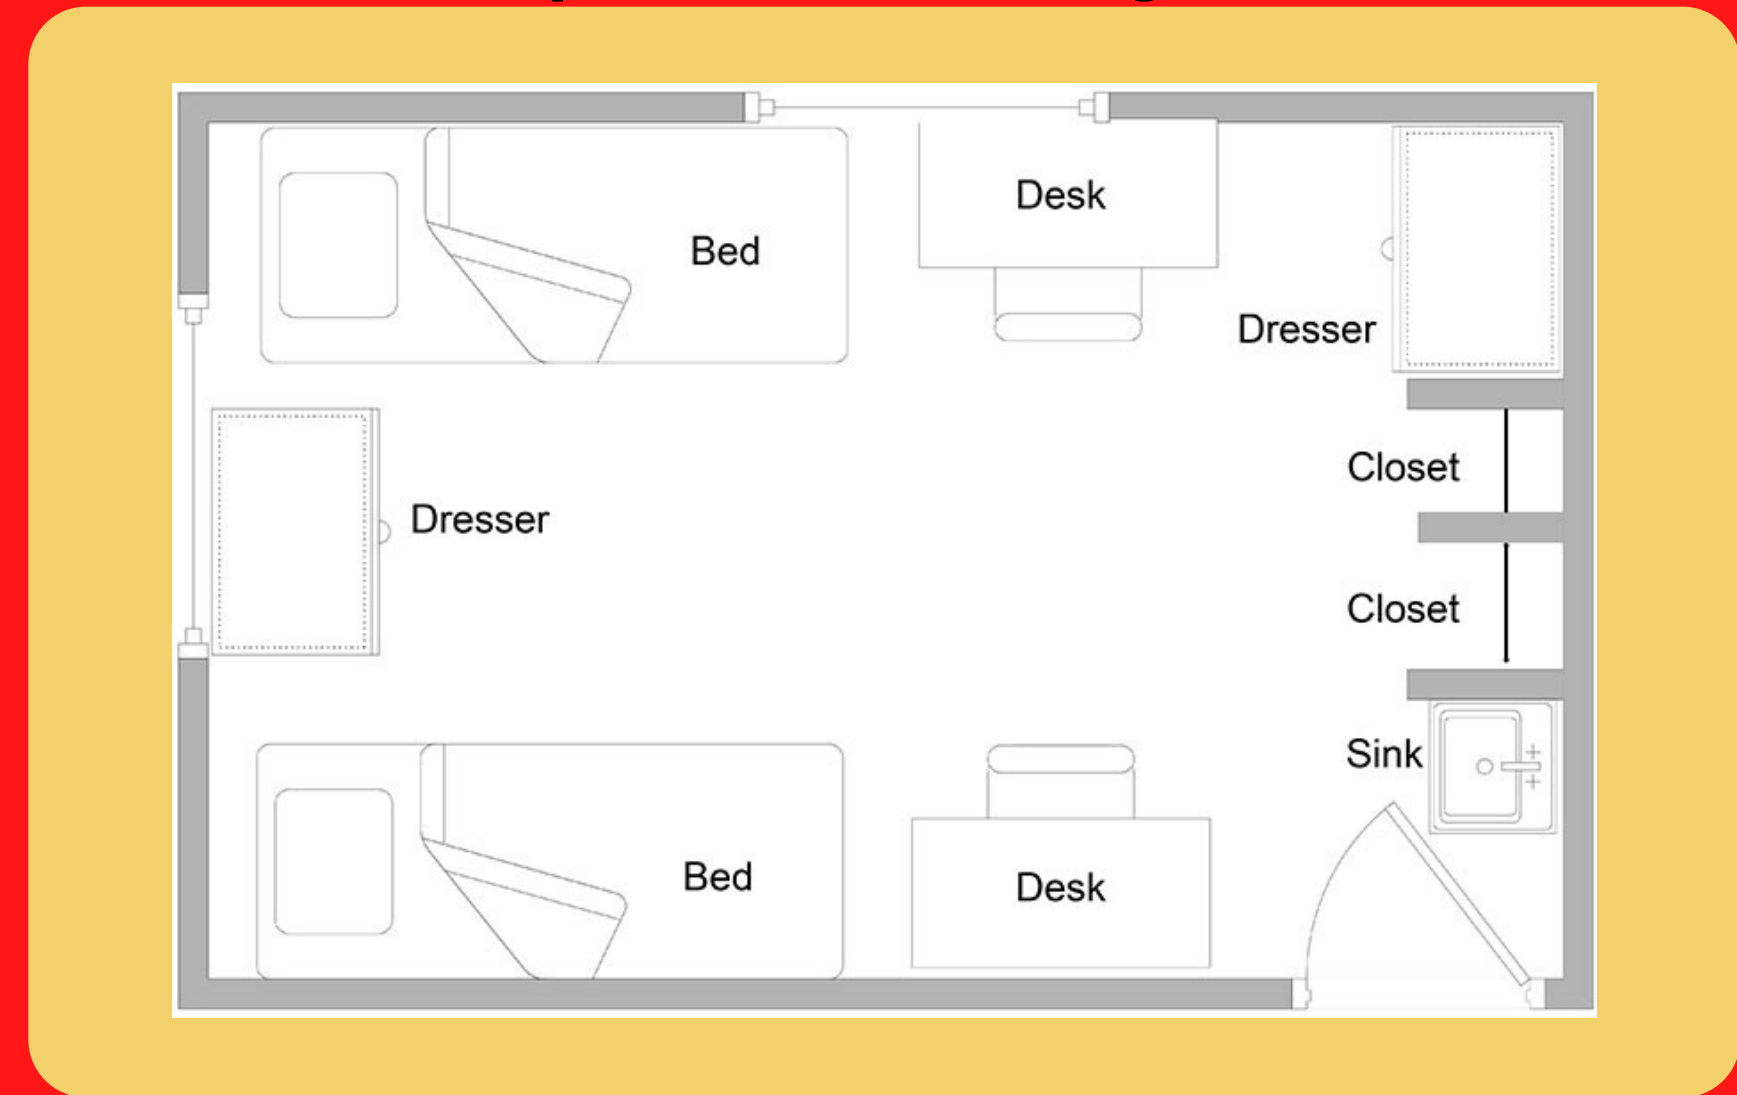 Desk
Bed
Dresser
Closet
Dresser
Closet
Sink
Bed
Desk